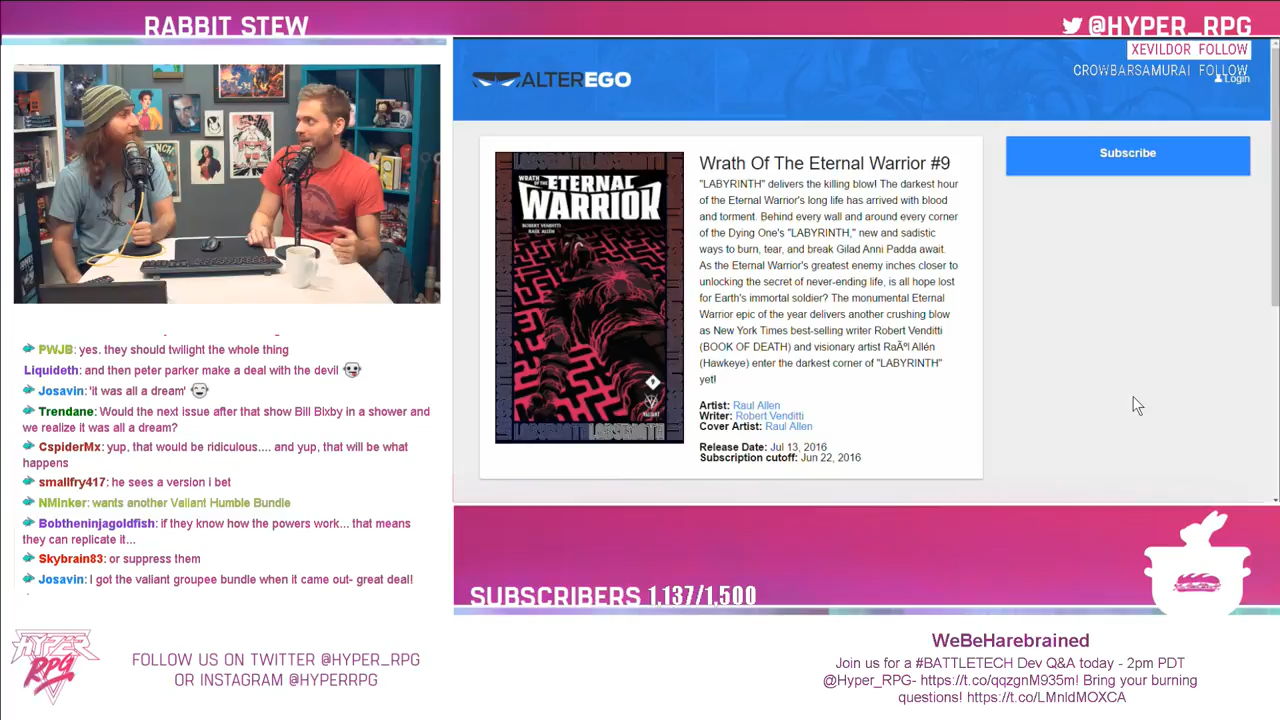 RABBIT STEW
@HYPER_RPG
XEVILDOR FOLLOW
CROWBARSAMURAI FOLLOW
ALTEREGO
Login
Wrath Of The Eternal Warrior #9
"LABYRINTH" delivers the killing blow! The darkest hour
of the Eternal Warrior's long life has arrived with blood
and torment. Behind every wall and around every corner
of the Dying One's "LABYRINTH," new and sadistic
ways to burn, tear, and break Gilad Anni Padda await.
As the Eternal Warrior's greatest enemy inches closer to
unlocking the secret of never-ending life, is all hope lost
for Earth's immortal soldier? The monumental Eternal
Warrior epic of the year delivers another crushing blow
as New York Times best-selling writer Robert Venditti
(BOOK OF DEATH) and visionary artist RaÃºl Allén
(Hawkeye) enter the darkest corner of "LABYRINTH"
yet!
Artist: Raul Allen
Writer: Robert Venditti
Cover Artist: Raul Allen
Release Date: Jul 13, 2016
Subscription cutoff: Jun 22, 2016
Subscribe
WRATH OF THE
ETERNAL
WARRIOR
ROBERT VENDITTI
RAÚL ALLÉN
9
VALIANT
PWJB: yes. they should twilight the whole thing
Liquideth: and then peter parker make a deal with the devil
Josavin: 'it was all a dream'
Trendane: Would the next issue after that show Bill Bixby in a shower and
we realize it was all a dream?
CspiderMx: yup, that would be ridiculous.... and yup, that will be what
happens
smallfry417: he sees a version i bet
NMinker: wants another Valiant Humble Bundle
Bobtheninjagoldfish: if they know how the powers work... that means
they can replicate it...
Skybrain83: or suppress them
Josavin: I got the valiant groupee bundle when it came out- great deal!
SUBSCRIBERS 1,137/1,500
HYPER
RPG
FOLLOW US ON TWITTER @HYPER_RPG
OR INSTAGRAM @HYPERRPG
WeBeHarebrained
Join us for a #BATTLETECH Dev Q&A today - 2pm PDT
@Hyper_RPG- https://t.co/qqzgnM935m! Bring your burning
questions! https://t.co/LMnIdMOXCA